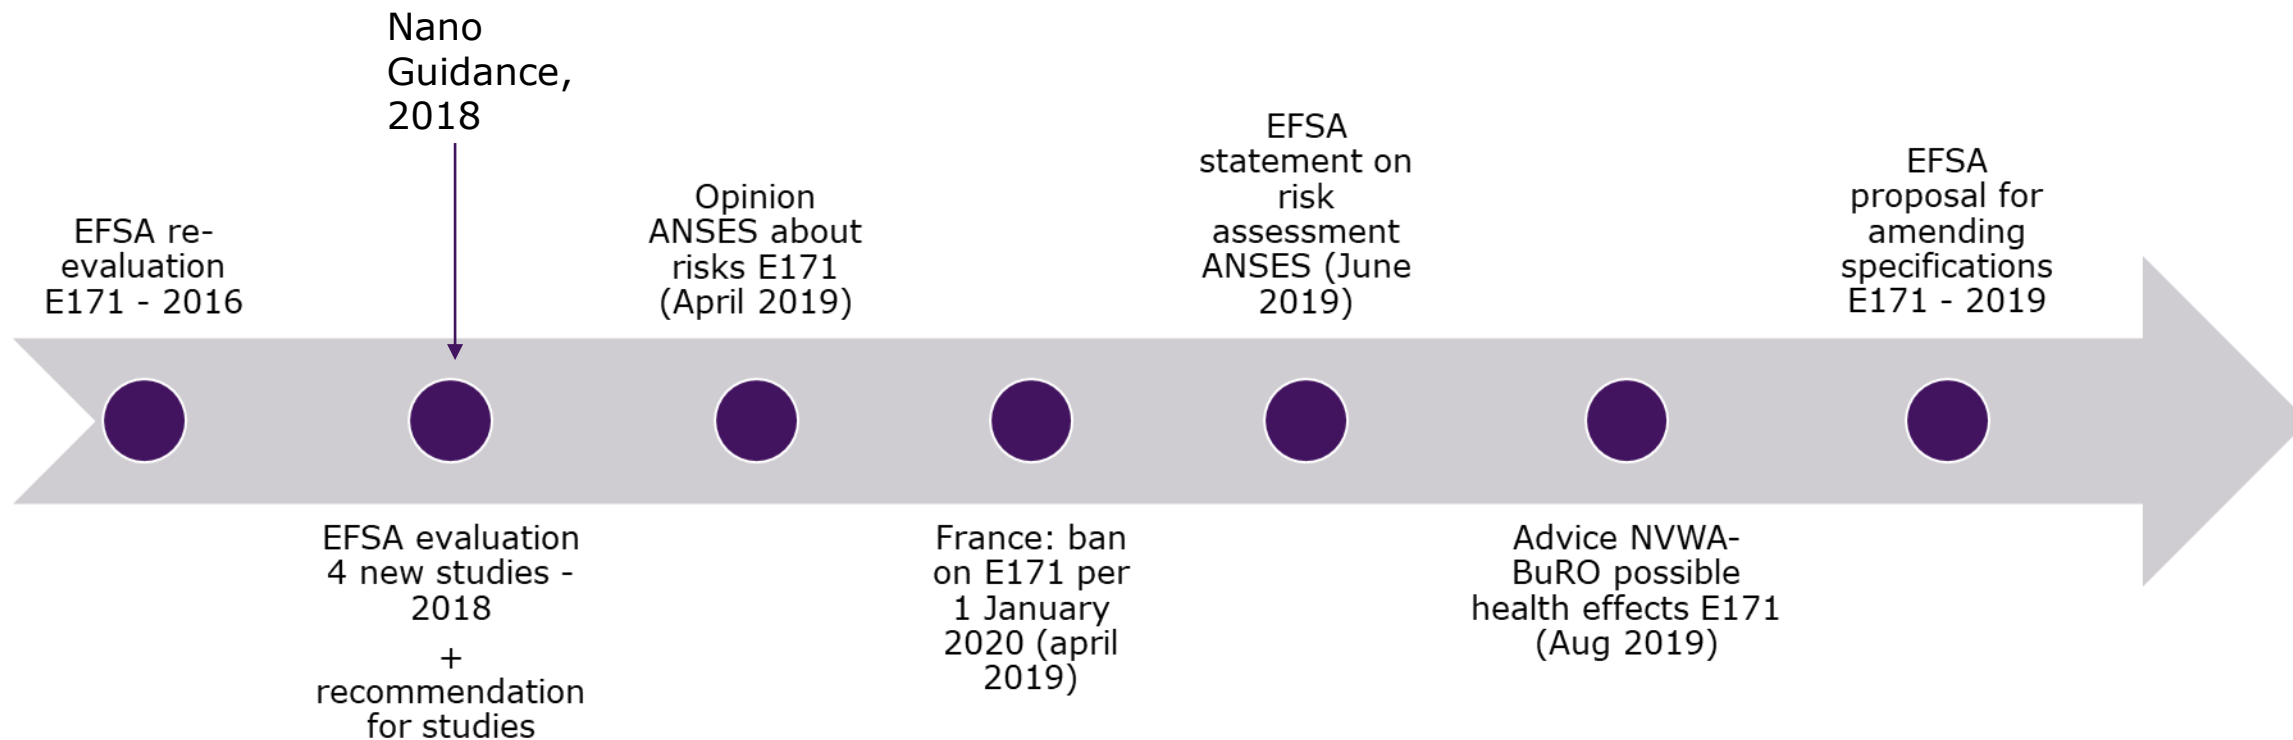 Nano
Guidance,
2018
EFSA re-
evaluation
E171 - 2016
EFSA evaluation
4 new studies -
2018
+
recommendation
for studies
Opinion
ANSES about
risks E171
(April 2019)
France: ban
on E171 per
1 January
2020 (april
2019)
EFSA
statement on
risk
assessment
ANSES (June
2019)
Advice NVWA-
BuRO possible
health effects E171
(Aug 2019)
EFSA
proposal for
amending
specifications
E171 - 2019